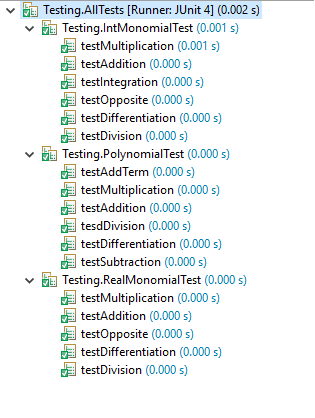 Testing.AllTests [Runner: JUnit 4] (0.002 s)
Testing.IntMonomialTest (0.001 s)
testMultiplication (0.001 s)
testAddition (0.000 s)
testIntegration (0.000 s)
testOpposite (0.000 s)
testDifferentiation (0.000 s)
testDivision (0.000 s)
Testing.PolynomialTest (0.000 s)
testAddTerm (0.000 s)
testMultiplication (0.000 s)
testAddition (0.000 s)
tesdDivision (0.000 s)
testDifferentiation (0.000 s)
testSubtraction (0.000 s)
Testing.RealMonomialTest (0.000 s)
testMultiplication (0.000 s)
testAddition (0.000 s)
testOpposite (0.000 s)
testDifferentiation (0.000 s)
testDivision (0.000 s)